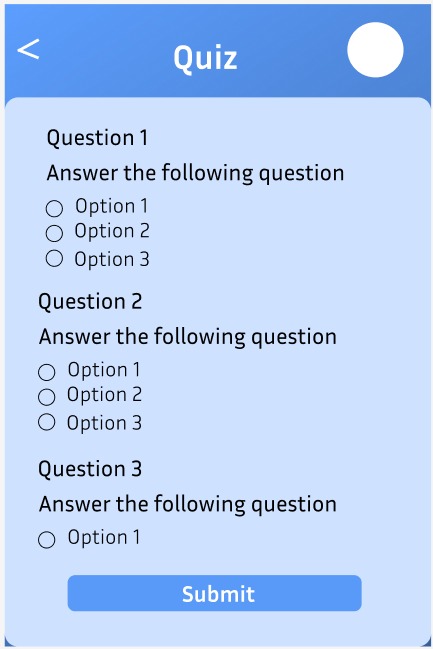 <
Quiz
Question 1
Answer the following question
Option 1
Option 2
Option 3
Question 2
Answer the following question
Option 1
Option 2
Option 3
Question 3
Answer the following question
Option 1
Submit